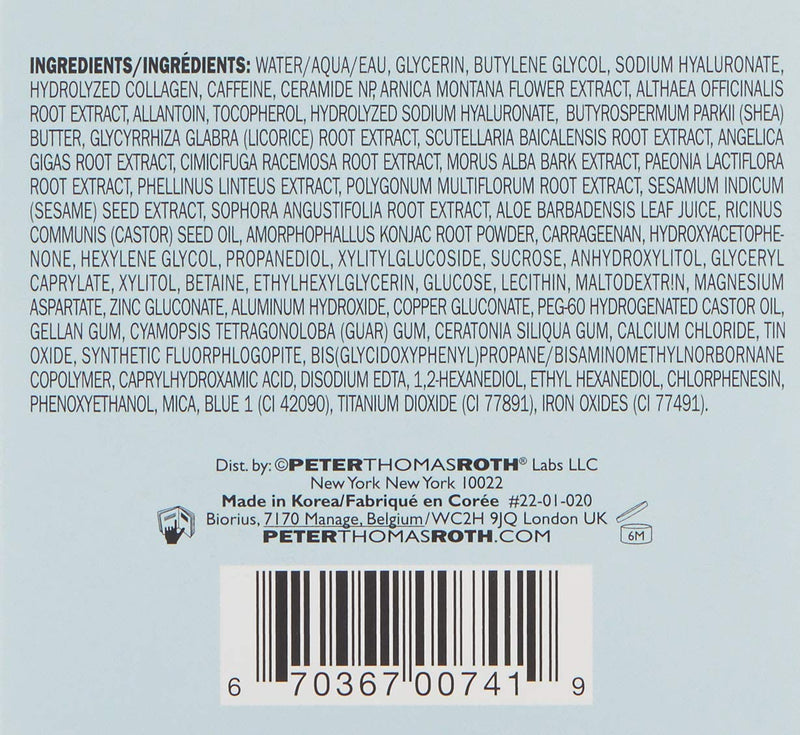 INGREDIENTS/INGRÉDIENTS: WATER/AQUA/EAU, GLYCERIN, BUTYLENE GLYCOL, SODIUM HYALURONATE,
HYDROLYZED COLLAGEN, CAFFEINE, CERAMIDE NP, ARNICA MONTANA FLOWER EXTRACT, ALTHAEA OFFICINALIS
ROOT EXTRACT, ALLANTOIN, TOCOPHEROL, HYDROLYZED SODIUM HYALURONATE, BUTYROSPERMUM PARKII (SHEA)
BUTTER, GLYCYRRHIZA GLABRA (LICORICE) ROOT EXTRACT, SCUTELLARIA BAICALENSIS ROOT EXTRACT, ANGELICA
GIGAS ROOT EXTRACT, CIMICIFUGA RACEMOSA ROOT EXTRACT, MORUS ALBA BARK EXTRACT, PAEONIA LACTIFLORA
ROOT EXTRACT, PHELLINUS LINTEUS EXTRACT, POLYGONUM MULTIFLORUM ROOT EXTRACT, SESAMUM INDICUM
(SESAME) SEED EXTRACT, SOPHORA ANGUSTIFOLIA ROOT EXTRACT, ALOE BARBADENSIS LEAF JUICE, RICINUS
COMMUNIS (CASTOR) SEED OIL, AMORPHOPHALLUS KONJAC ROOT POWDER, CARRAGEENAN, HYDROXYACETOPHE-
NONE, HEXYLENE GLYCOL, PROPANEDIOL, XYLITYLGLUCOSIDE, SUCROSE, ANHYDROXYLITOL, GLYCERYL
CAPRYLATE, XYLITOL, BETAINE, ETHYLHEXYLGLYCERIN, GLUCOSE, LECITHIN, MALTODEXTRIN, MAGNESIUM
ASPARTATE, ZINC GLUCONATE, ALUMINUM HYDROXIDE, COPPER GLUCONATE, PEG-60 HYDROGENATED CASTOR OIL,
GELLAN GUM, CYAMOPSIS TETRAGONOLOBA (GUAR) GUM, CERATONIA SILIQUA GUM, CALCIUM CHLORIDE, TIN
OXIDE, SYNTHETIC FLUORPHLOGOPITE, BIS(GLYCIDOXYPHENYL)PROPANE/BISAMINOMETHYLNORBORNANE
COPOLYMER, CAPRYLHYDROXAMIC ACID, DISODIUM EDTA, 1,2-HEXANEDIOL, ETHYL HEXANEDIOL, CHLORPHENESIN,
PHENOXYETHANOL, MICA, BLUE 1 (CI 42090), TITANIUM DIOXIDE (CI 77891), IRON OXIDES (CI 77491).
Dist. by: ©PETERTHOMASROTH® Labs LLC
New York New York 10022
Made in Korea/Fabriqué en Corée #22-01-020
Biorius, 7170 Manage, Belgium/WC2H 9JQ London UK
PETERTHOMASROTH.COM
6M
6 70367 00741 9